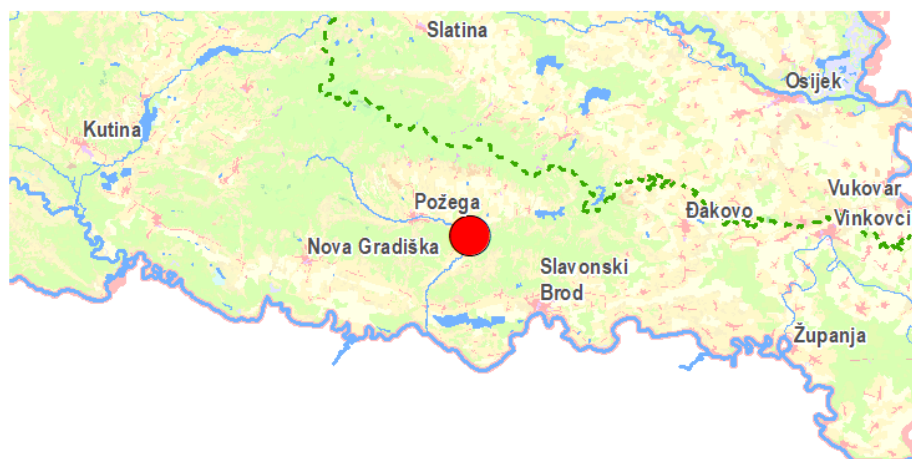 Slatina
Osijek
Kutina
Vukovar
Požega
Đakovo
Vinkovci
Nova Gradiška
Slavonski
Brod
Županja